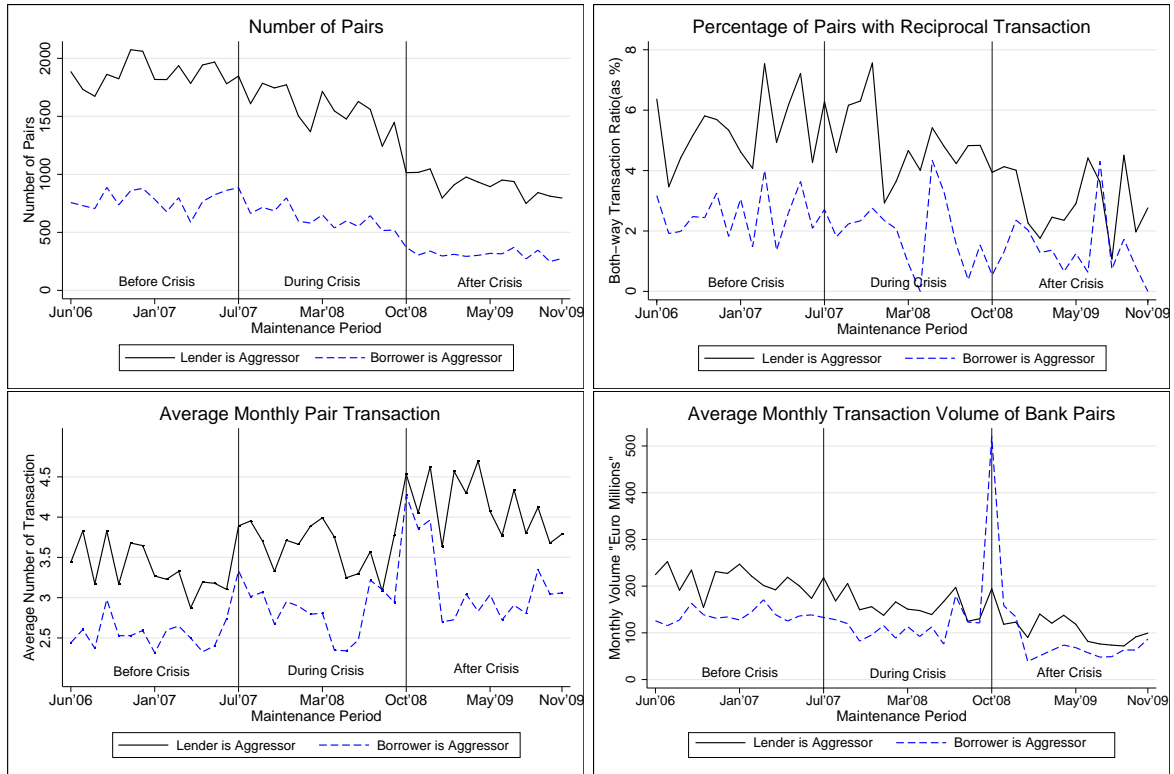 Number of Pairs
Number of Pairs
2000
1500
1000
500
0
Before Crisis
During Crisis
After Crisis
Jun'06
Jan'07
Jul'07
Mar'08
Oct'08
May'09
Nov'09
Maintenance Period
Lender is Aggressor
Borrower is Aggressor
Percentage of Pairs with Reciprocal Transaction
Both-way Transaction Ratio(as %)
8
6
4
2
0
Before Crisis
During Crisis
After Crisis
Jun'06
Jan'07
Jul'07
Mar'08
Oct'08
May'09
Nov'09
Maintenance Period
Lender is Aggressor
Borrower is Aggressor
Average Monthly Pair Transaction
Average Number of Transaction
4.5
4
3.5
3
2.5
Before Crisis
During Crisis
After Crisis
Jun'06
Jan'07
Jul'07
Mar'08
Oct'08
May'09
Nov'09
Maintenance Period
Lender is Aggressor
Borrower is Aggressor
Average Monthly Transaction Volume of Bank Pairs
Monthly Volume "Euro Millions"
500
400
300
200
100
0
Before Crisis
During Crisis
After Crisis
Jun'06
Jan'07
Jul'07
Mar'08
Oct'08
May'09
Nov'09
Maintenance Period
Lender is Aggressor
Borrower is Aggressor